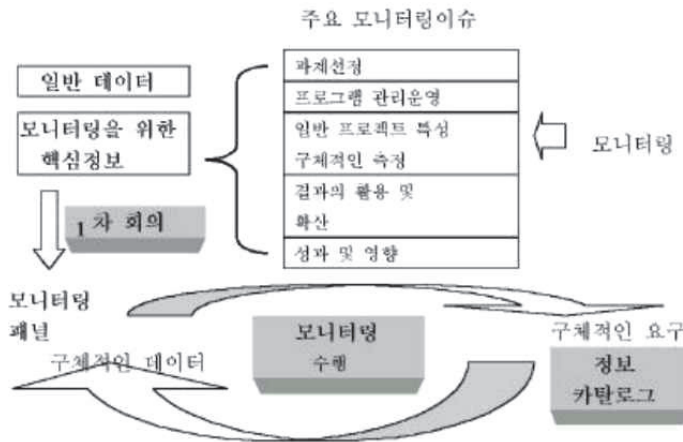 주요 모니터링이슈
일반 데이터
모니터링을 위한
핵심정보
과제선정
프로그램 관리운영
일반 프로젝트 특성
구체적인 측정
결과의 활용 및
확산
성과 및 영향
모니터링
1차 회의
모니터링
패널
구체적인 데이터
모니터링
수행
구체적인 요구
정보
카탈로그